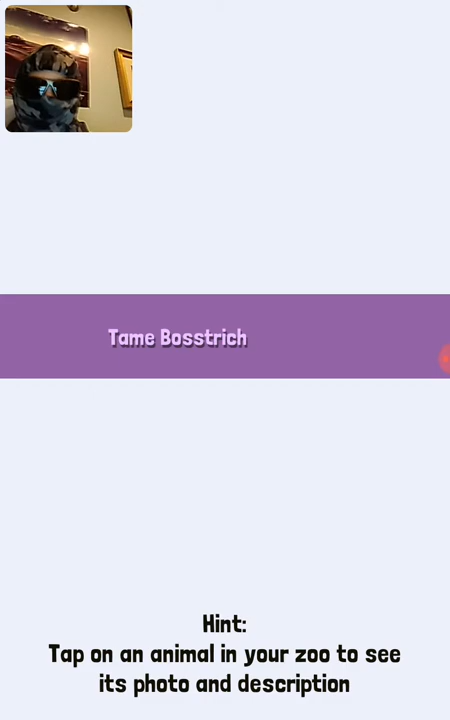 Tame Bosstrich
Hint:
Tap on an animal in your zoo to see
its photo and description